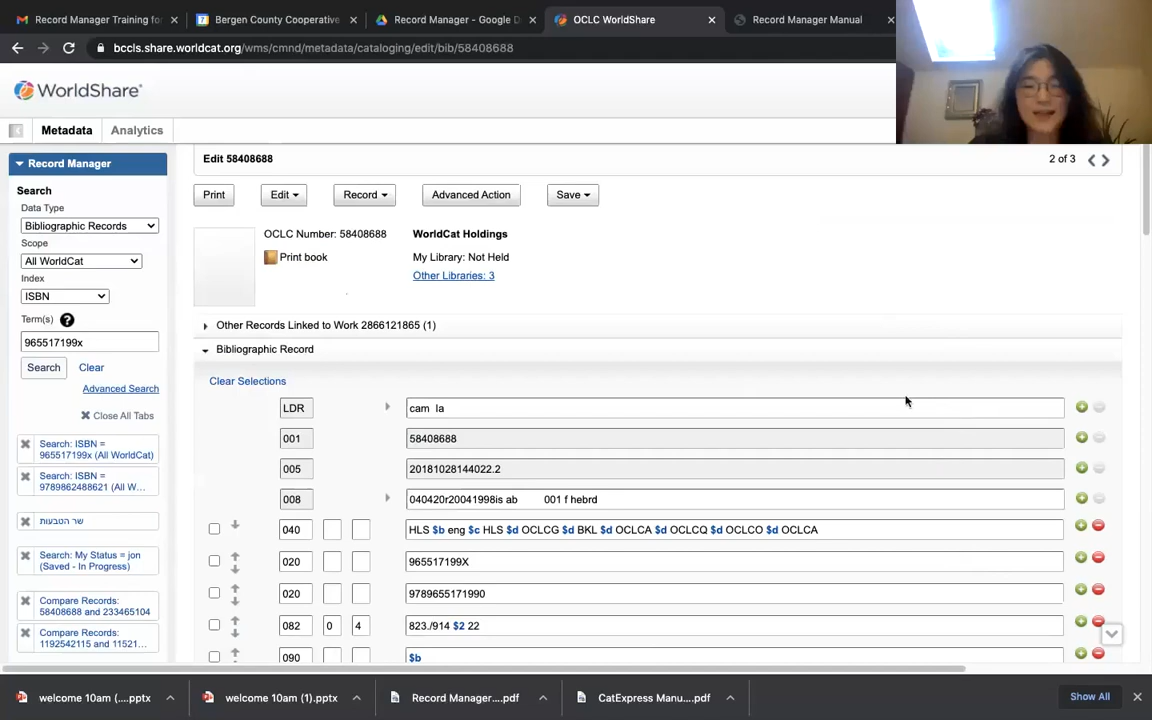 Record Manager Training for
Bergen County Cooperative
Record Manager - Google D
OCLC WorldShare
Record Manager Manual
bccls.share.worldcat.org/wms/cmnd/metadata/cataloging/edit/bib/58408688
WorldShare
Metadata
Analytics
Record Manager
Search
Data Type
Bibliographic Records
Scope
All WorldCat
Index
ISBN
Term(s)
?
965517199x
Search
Clear
Advanced Search
Close All Tabs
Search: ISBN =
965517199x (All WorldCat)
Search: ISBN =
9789862488621 (All W...
שר הטבעות
Search: My Status = jon
(Saved - In Progress)
Compare Records:
58408688 and 233465104
Compare Records:
1192542115 and 11521...
Edit 58408688
2 of 3
Print
Edit
Record
Advanced Action
Save
OCLC Number: 58408688
Print book
WorldCat Holdings
My Library: Not Held
Other Libraries: 3
Other Records Linked to Work 2866121865 (1)
Bibliographic Record
Clear Selections
LDR cam la
001 58408688
005 20181028144022.2
008 040420r20041998is ab 001 f hebrd
040 HLS $b eng $c HLS $d OCLCG $d BKL $d OCLCA $d OCLCQ $d OCLCO $d OCLCA
020 965517199X
020 9789655171990
082 0 4 823./914 $2 22
090 $b
welcome 10am (....pptx
welcome 10am (1).pptx
Record Manager....pdf
CatExpress Manu....pdf
Show All